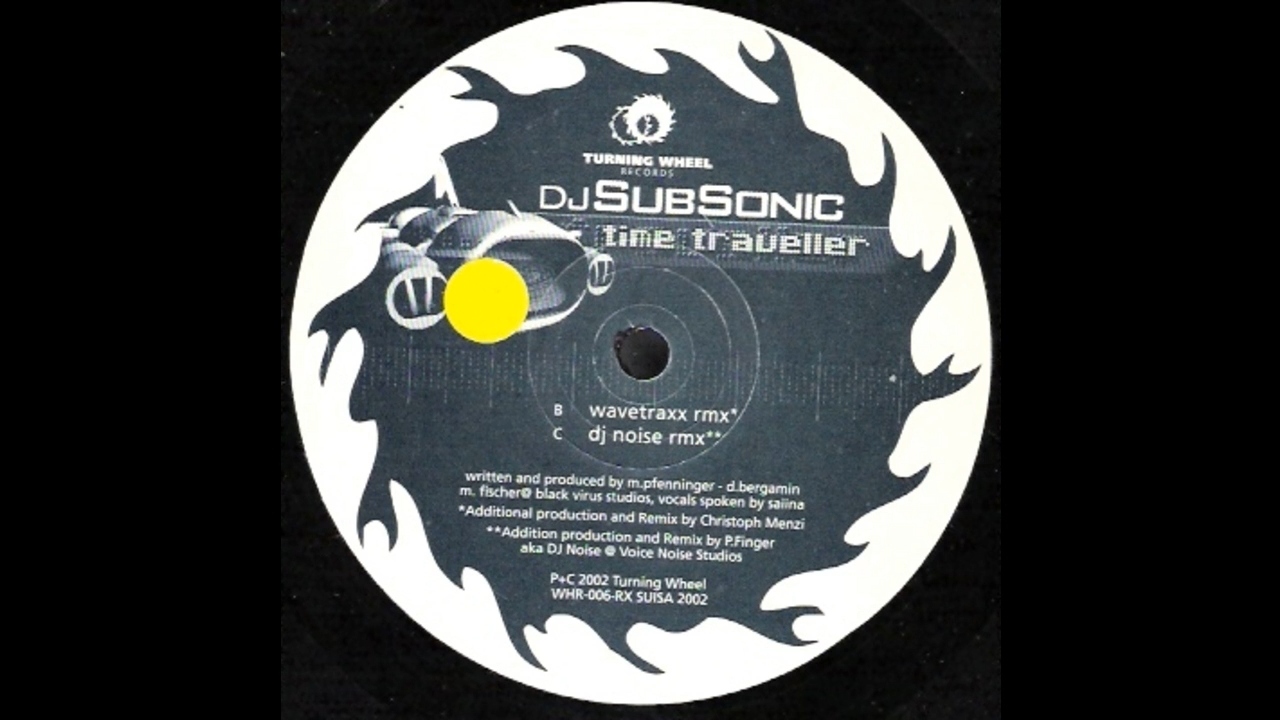 TURNING WHEEL
RECORDS
DJ SUBSONIC
time traveller
B wavetraxx rmx*
C dj noise rmx**
written and produced by m.pfenninger - d.bergamin
m. fischer@ black virus studios, vocals spoken by saiina
*Additional production and Remix by Christoph Menzi
**Addition production and Remix by P.Finger
aka DJ Noise @ Voice Noise Studios
P+C 2002 Turning Wheel
WHR-006-RX SUISA 2002